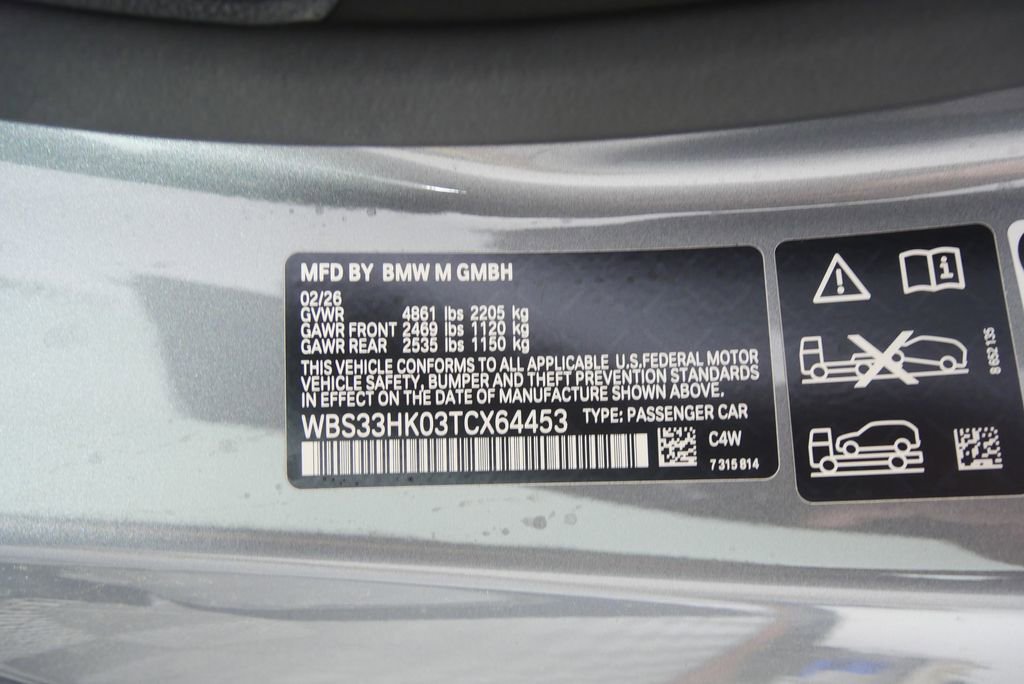 MFD BY BMW M GMBH
02/26
GVWR 4861 lbs 2205 kg
GAWR FRONT 2469 lbs 1120 kg
GAWR REAR 2535 lbs 1150 kg
THIS VEHICLE CONFORMS TO ALL APPLICABLE U.S.FEDERAL MOTOR
VEHICLE SAFETY, BUMPER AND THEFT PREVENTION STANDARDS
IN EFFECT ON THE DATE OF MANUFACTURE SHOWN ABOVE.
WBS33HK03TCX64453 TYPE: PASSENGER CAR
C4W
7 315 814
8 682 135